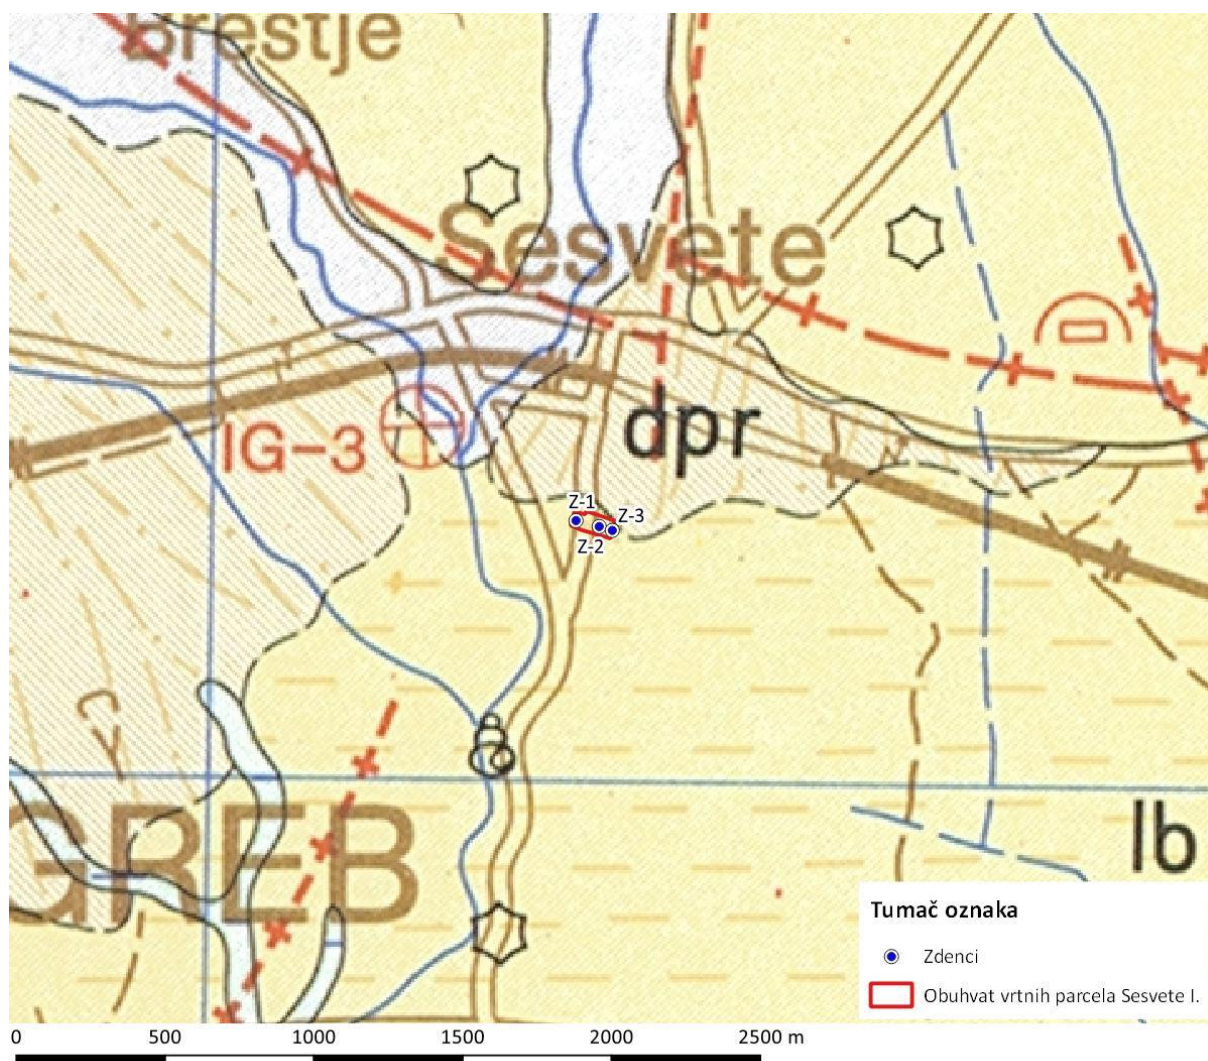 Brestje
Sesvete
IG-3
dpr
Z-1
Z-3
Z-2
GREB
lb
Tumač oznaka
Zdenci
Obuhvat vrtnih parcela Sesvete I.
0 500 1000 1500 2000 2500 m